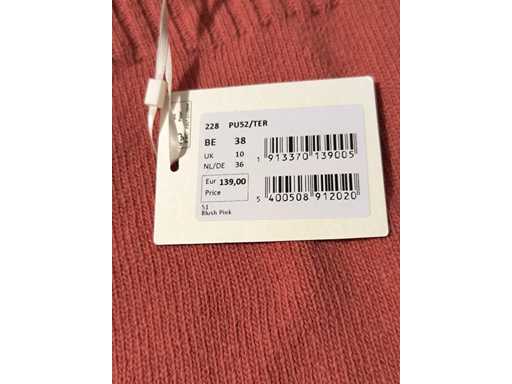 228 PU52/TER
BE 38
UK 10
NL/DE 36
1 913370 139005
Eur 139,00
Price
5 400508 912020
51
Blush Pink